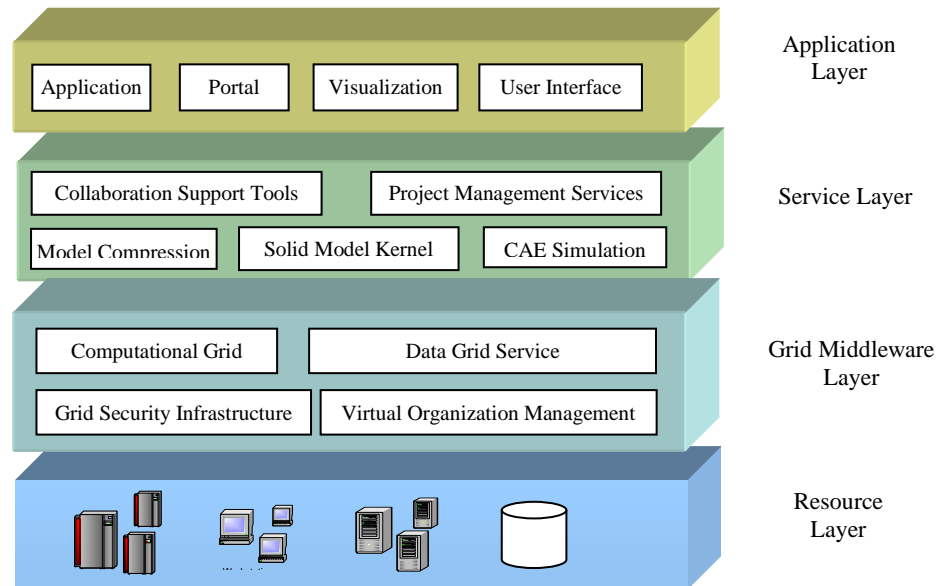 Application
Layer
Application
Portal
Visualization
User Interface
Service Layer
Collaboration Support Tools
Project Management Services
Model Compression
Solid Model Kernel
CAE Simulation
Grid Middleware
Layer
Computational Grid
Data Grid Service
Grid Security Infrastructure
Virtual Organization Management
Resource
Layer